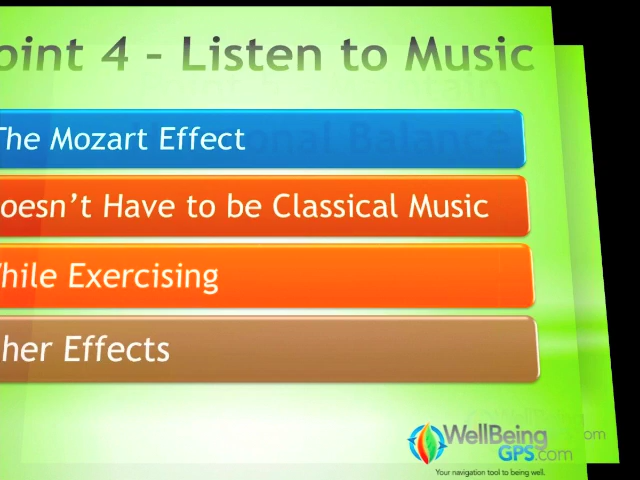 oint 4 – Listen to Music
The Mozart Effect
oesn't Have to be Classical Music
hile Exercising
her Effects
WellBeing
GPS.com
Your navigation tool to being well.